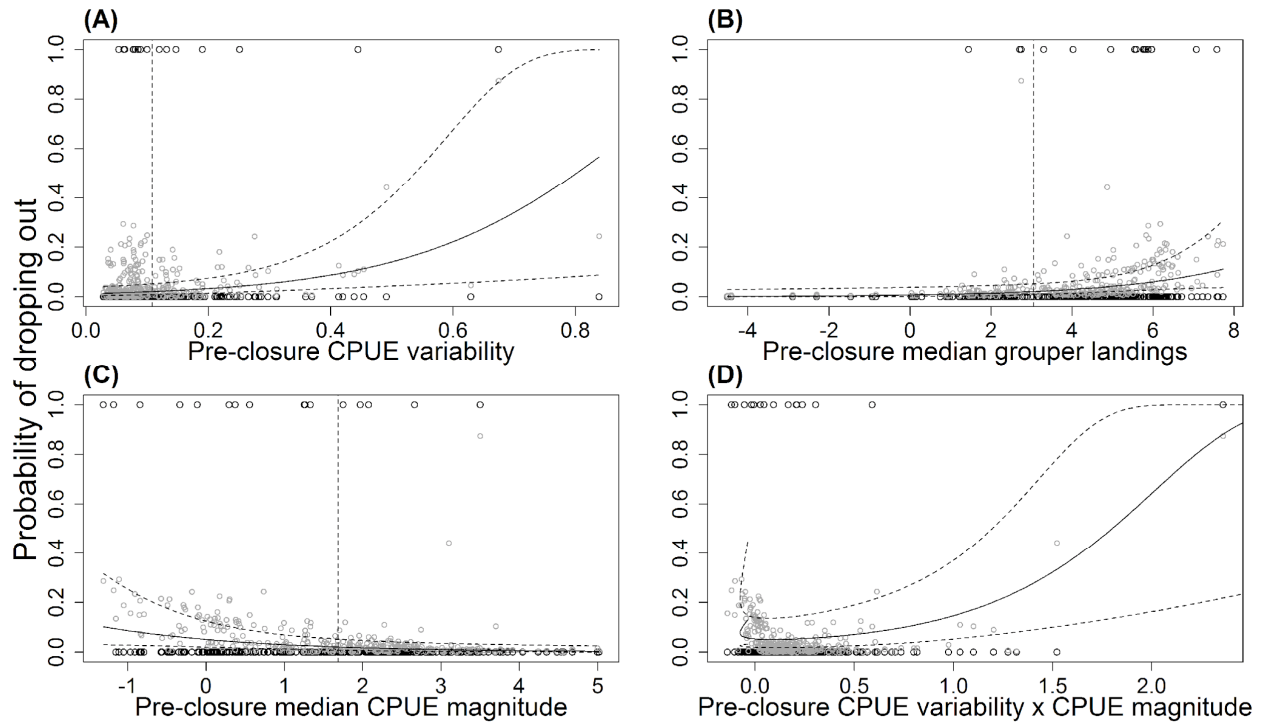 (A)
(B)
1.0
0.8
0.6
0.4
0.2
0.0
0.0 0.2 0.4 0.6 0.8
Pre-closure CPUE variability
1.0
0.8
0.6
0.4
0.2
0.0
-4 -2 0 2 4 6 8
Pre-closure median grouper landings
Probability of dropping out
(C)
(D)
1.0
0.8
0.6
0.4
0.2
0.0
-1 0 1 2 3 4 5
Pre-closure median CPUE magnitude
1.0
0.8
0.6
0.4
0.2
0.0
0.0 0.5 1.0 1.5 2.0
Pre-closure CPUE variability x CPUE magnitude